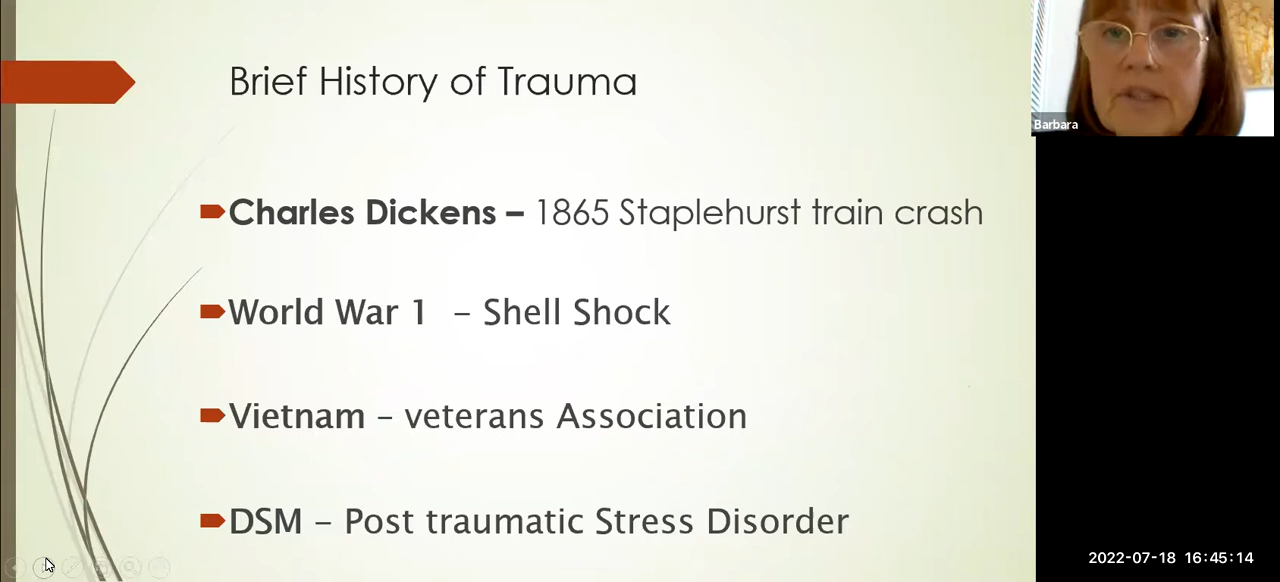 Brief History of Trauma
Barbara
Charles Dickens – 1865 Staplehurst train crash
World War 1 – Shell Shock
Vietnam – veterans Association
DSM – Post traumatic Stress Disorder
2022-07-18 16:45:14